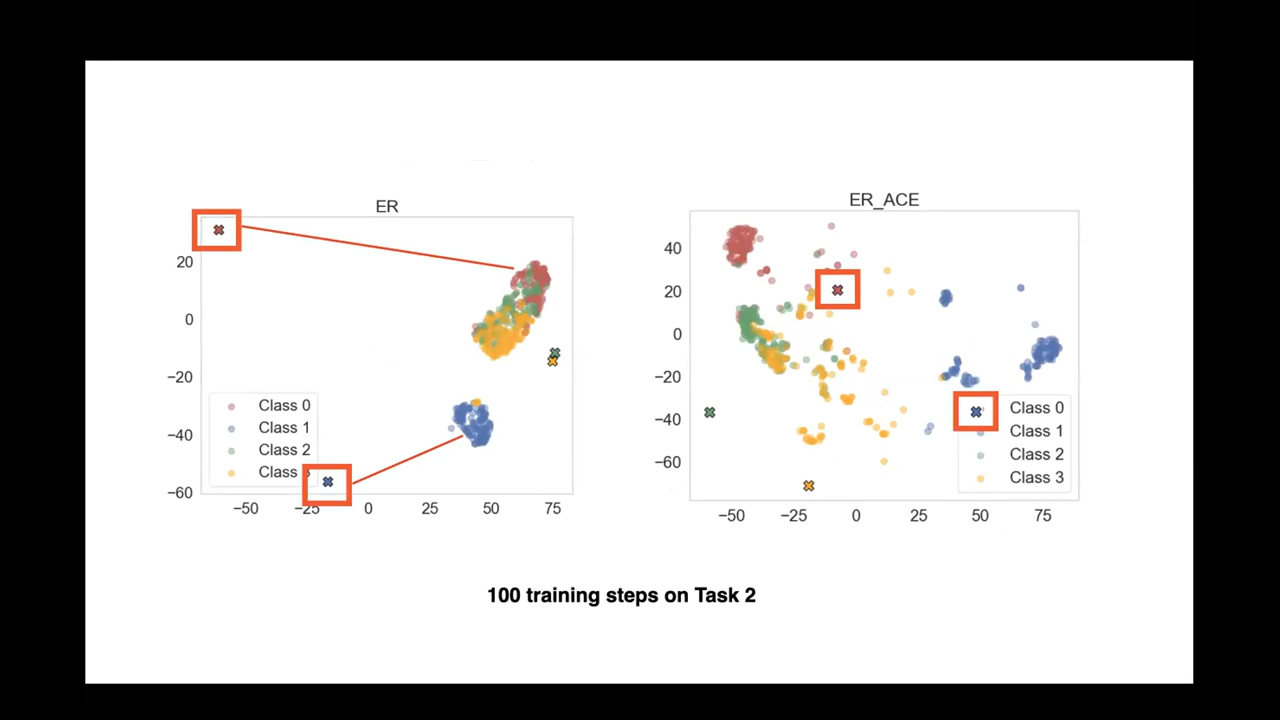 ER
20
0
−20
−40
−60
−50
−25
0
25
50
75
Class 0
Class 1
Class 2
Class
ER_ACE
40
20
0
−20
−40
−60
−50
−25
0
25
50
75
Class 0
Class 1
Class 2
Class 3
100 training steps on Task 2